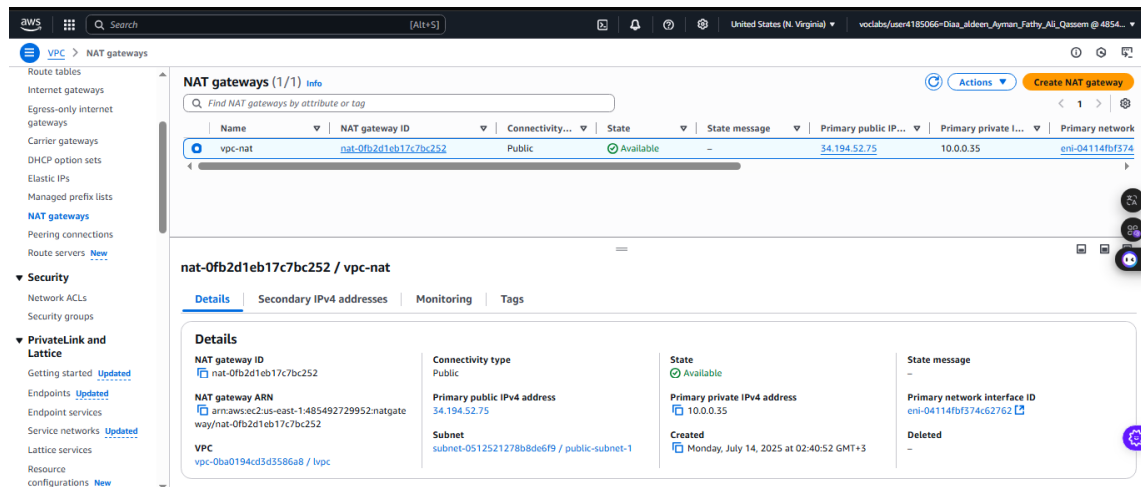 aws Search [Alt+S] United States (N. Virginia) ▼ voclabs/user4185066=Diaa_aldeen_Ayman_Fathy_Ali_Qassem @ 4854... ▼
VPC > NAT gateways
Route tables
Internet gateways
Egress-only internet
gateways
Carrier gateways
DHCP option sets
Elastic IPs
Managed prefix lists
NAT gateways
Peering connections
Route servers New
▼ Security
Network ACLs
Security groups
▼ PrivateLink and
Lattice
Getting started Updated
Endpoints Updated
Endpoint services
Service networks Updated
Lattice services
Resource
configurations New
NAT gateways (1/1) Info
Actions ▼ Create NAT gateway
Find NAT gateways by attribute or tag
< 1 >
Name NAT gateway ID Connectivity... State State message Primary public IP... Primary private I... Primary network
vpc-nat nat-0fb2d1eb17c7bc252 Public Available – 34.194.52.75 10.0.0.35 eni-04114fbf374
nat-0fb2d1eb17c7bc252 / vpc-nat
Details Secondary IPv4 addresses Monitoring Tags
Details
NAT gateway ID
nat-0fb2d1eb17c7bc252
Connectivity type
Public
State
Available
State message
–
NAT gateway ARN
arn:aws:ec2:us-east-1:485492729952:natgate
way/nat-0fb2d1eb17c7bc252
Primary public IPv4 address
34.194.52.75
Primary private IPv4 address
10.0.0.35
Primary network interface ID
eni-04114fbf374c62762
VPC
vpc-0ba0194cd3d3586a8 / lvpc
Subnet
subnet-0512521278b8de6f9 / public-subnet-1
Created
Monday, July 14, 2025 at 02:40:52 GMT+3
Deleted
–